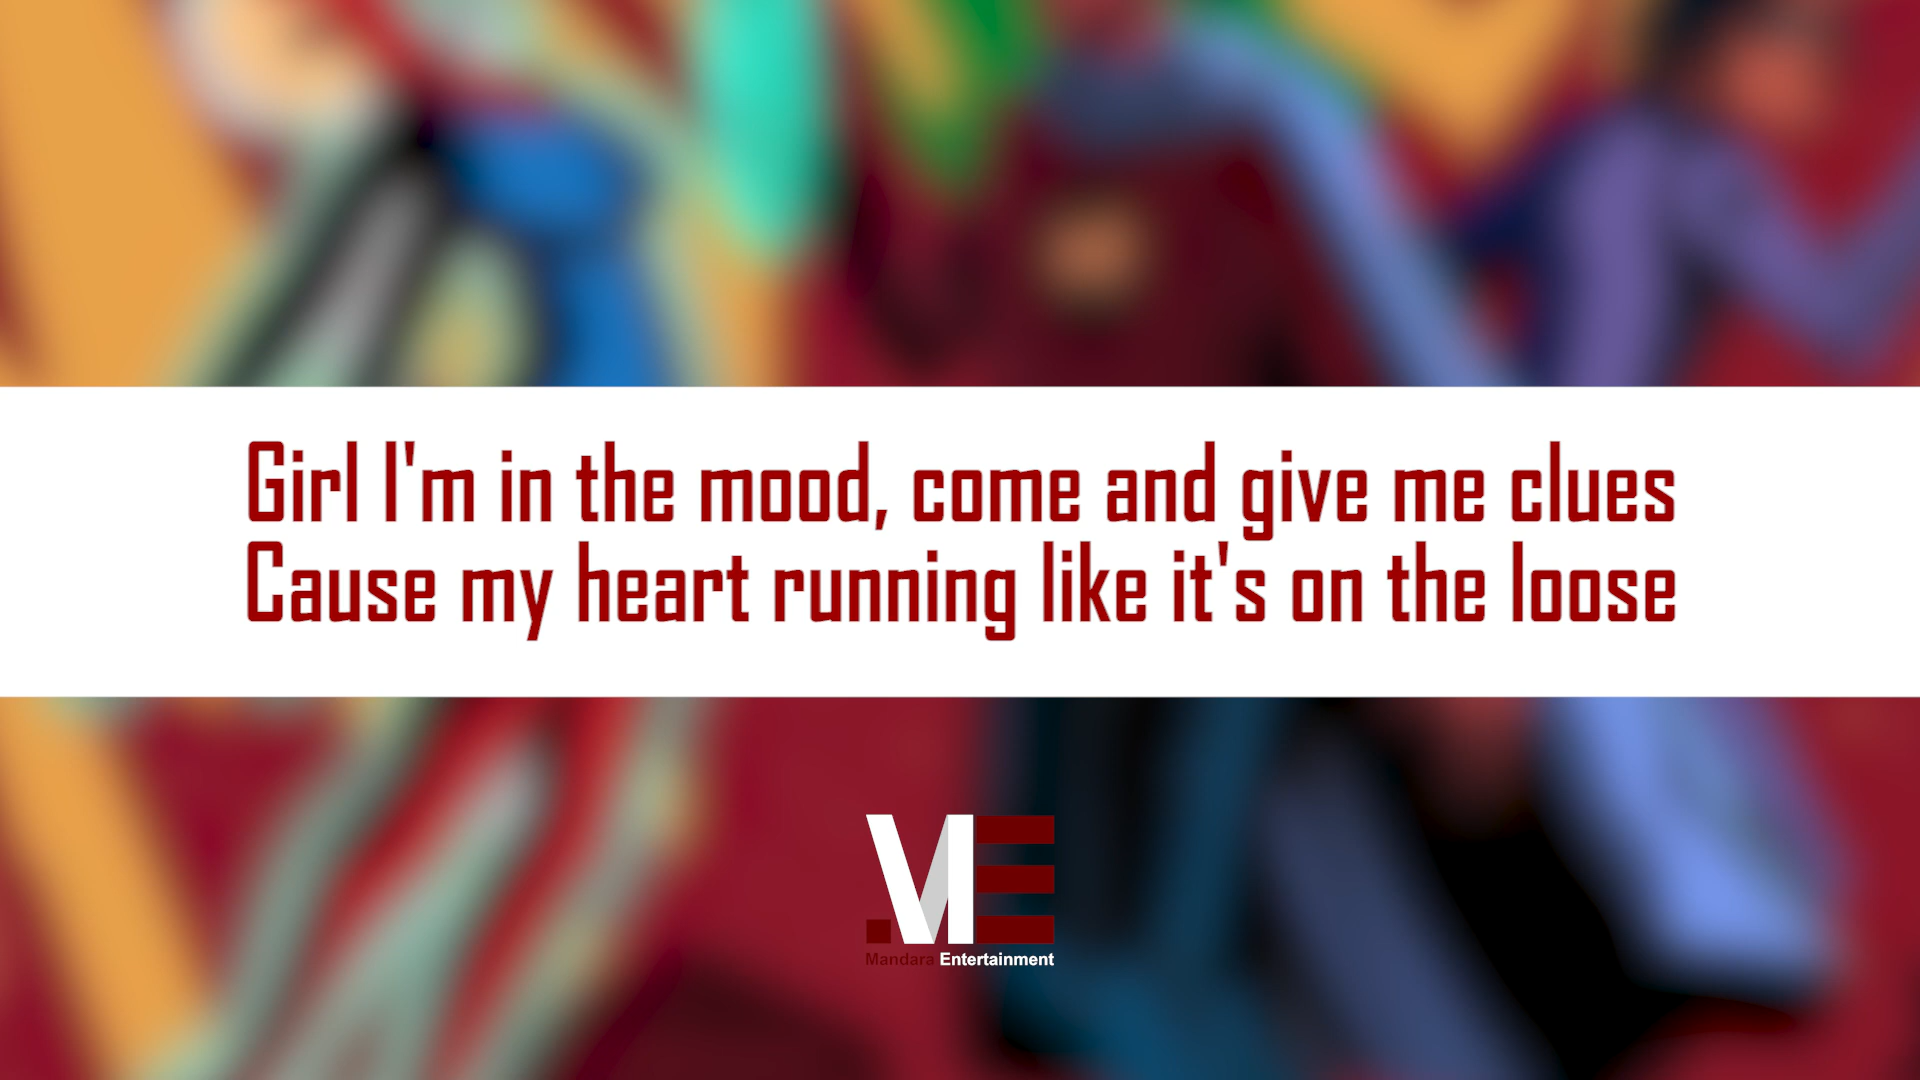 Girl I'm in the mood, come and give me clues
Cause my heart running like it's on the loose
ME
Mandara Entertainment